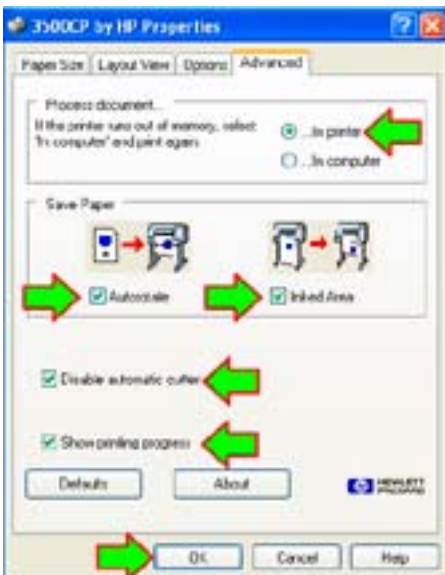 3500CP by HP Properties
Paper Size Layout View Options Advanced
Process document...
If the printer runs out of memory, select
'In computer' and print again
...In printer
...In computer
Save Paper
Autorotate
Inked Area
Disable automatic cutter
Show printing progress
Defaults
About
HEWLETT
PACKARD
OK
Cancel
Help